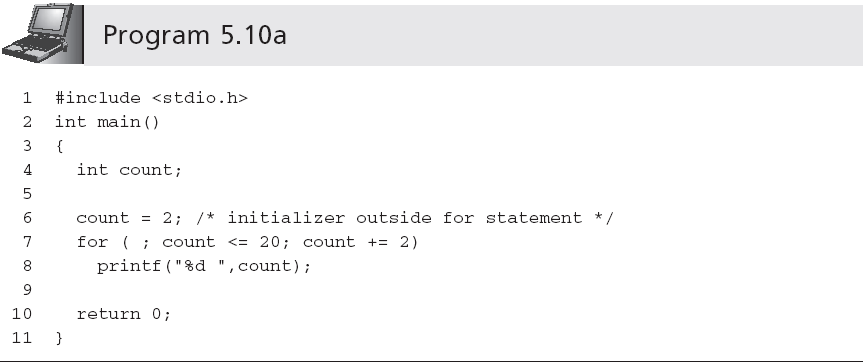 Program 5.10a
1 #include <stdio.h>
2 int main()
3 {
4   int count;
5
6   count = 2; /* initializer outside for statement */
7   for ( ; count <= 20; count += 2)
8     printf("%d ",count);
9
10   return 0;
11 }